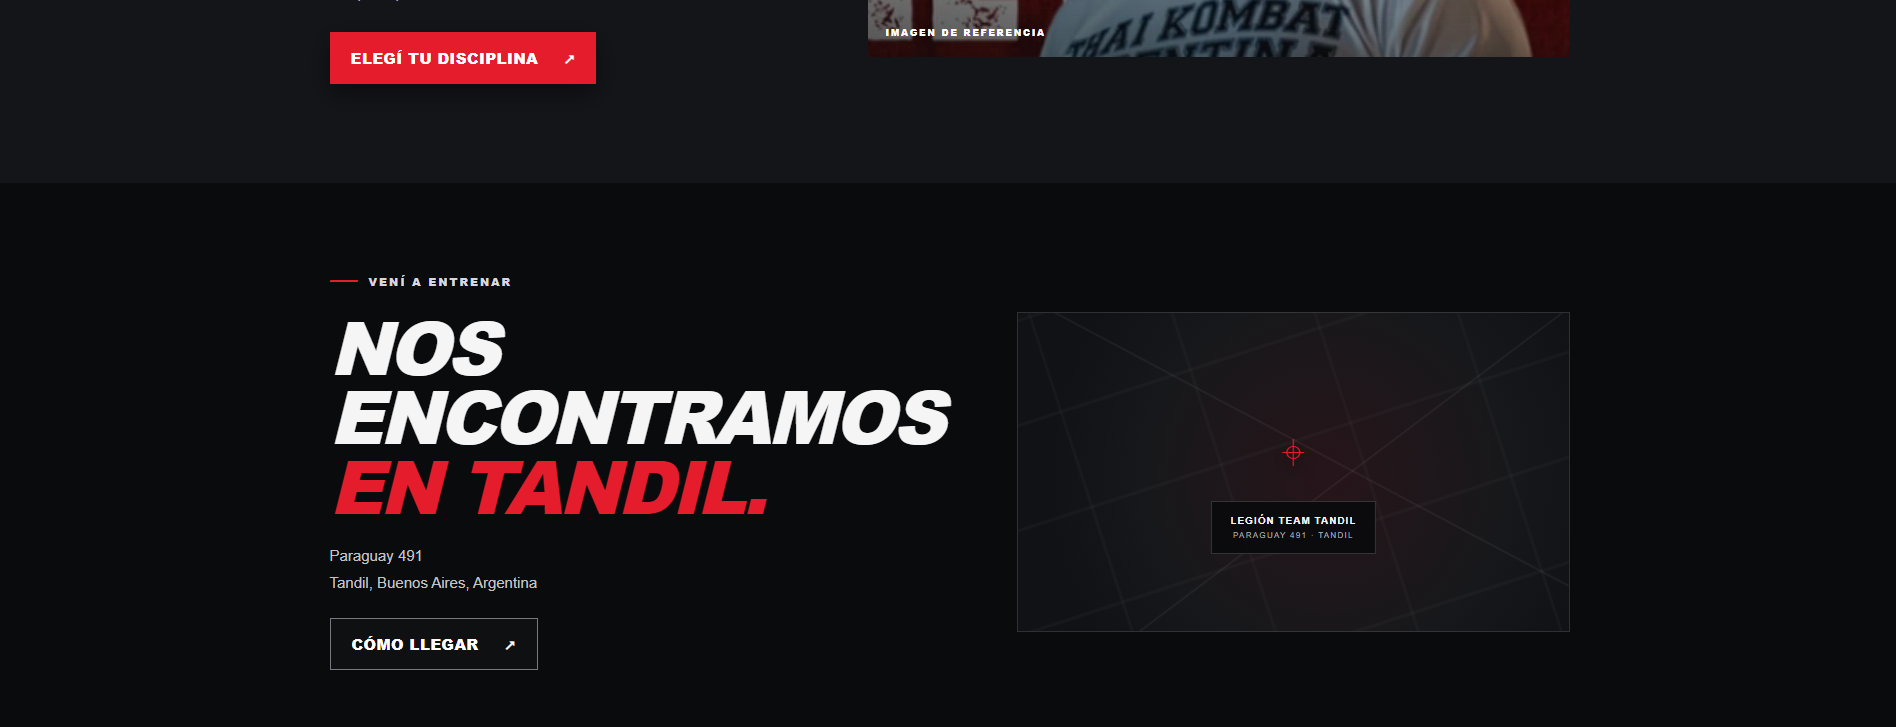 ELEGÍ TU DISCIPLINA ↗
IMAGEN DE REFERENCIA
THAI KOMBAT
VENÍ A ENTRENAR
NOS
ENCONTRAMOS
EN TANDIL.
LEGIÓN TEAM TANDIL
PARAGUAY 491 · TANDIL
Paraguay 491
Tandil, Buenos Aires, Argentina
CÓMO LLEGAR ↗